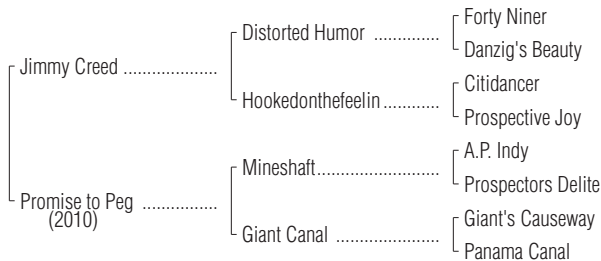 Forty Niner
Distorted Humor ..............
Danzig's Beauty
Jimmy Creed ....................
Citidancer
Hookedonthefeelin............
Prospective Joy
A.P. Indy
Mineshaft..........................
Prospectors Delite
Promise to Peg ................
(2010)
Giant's Causeway
Giant Canal ......................
Panama Canal